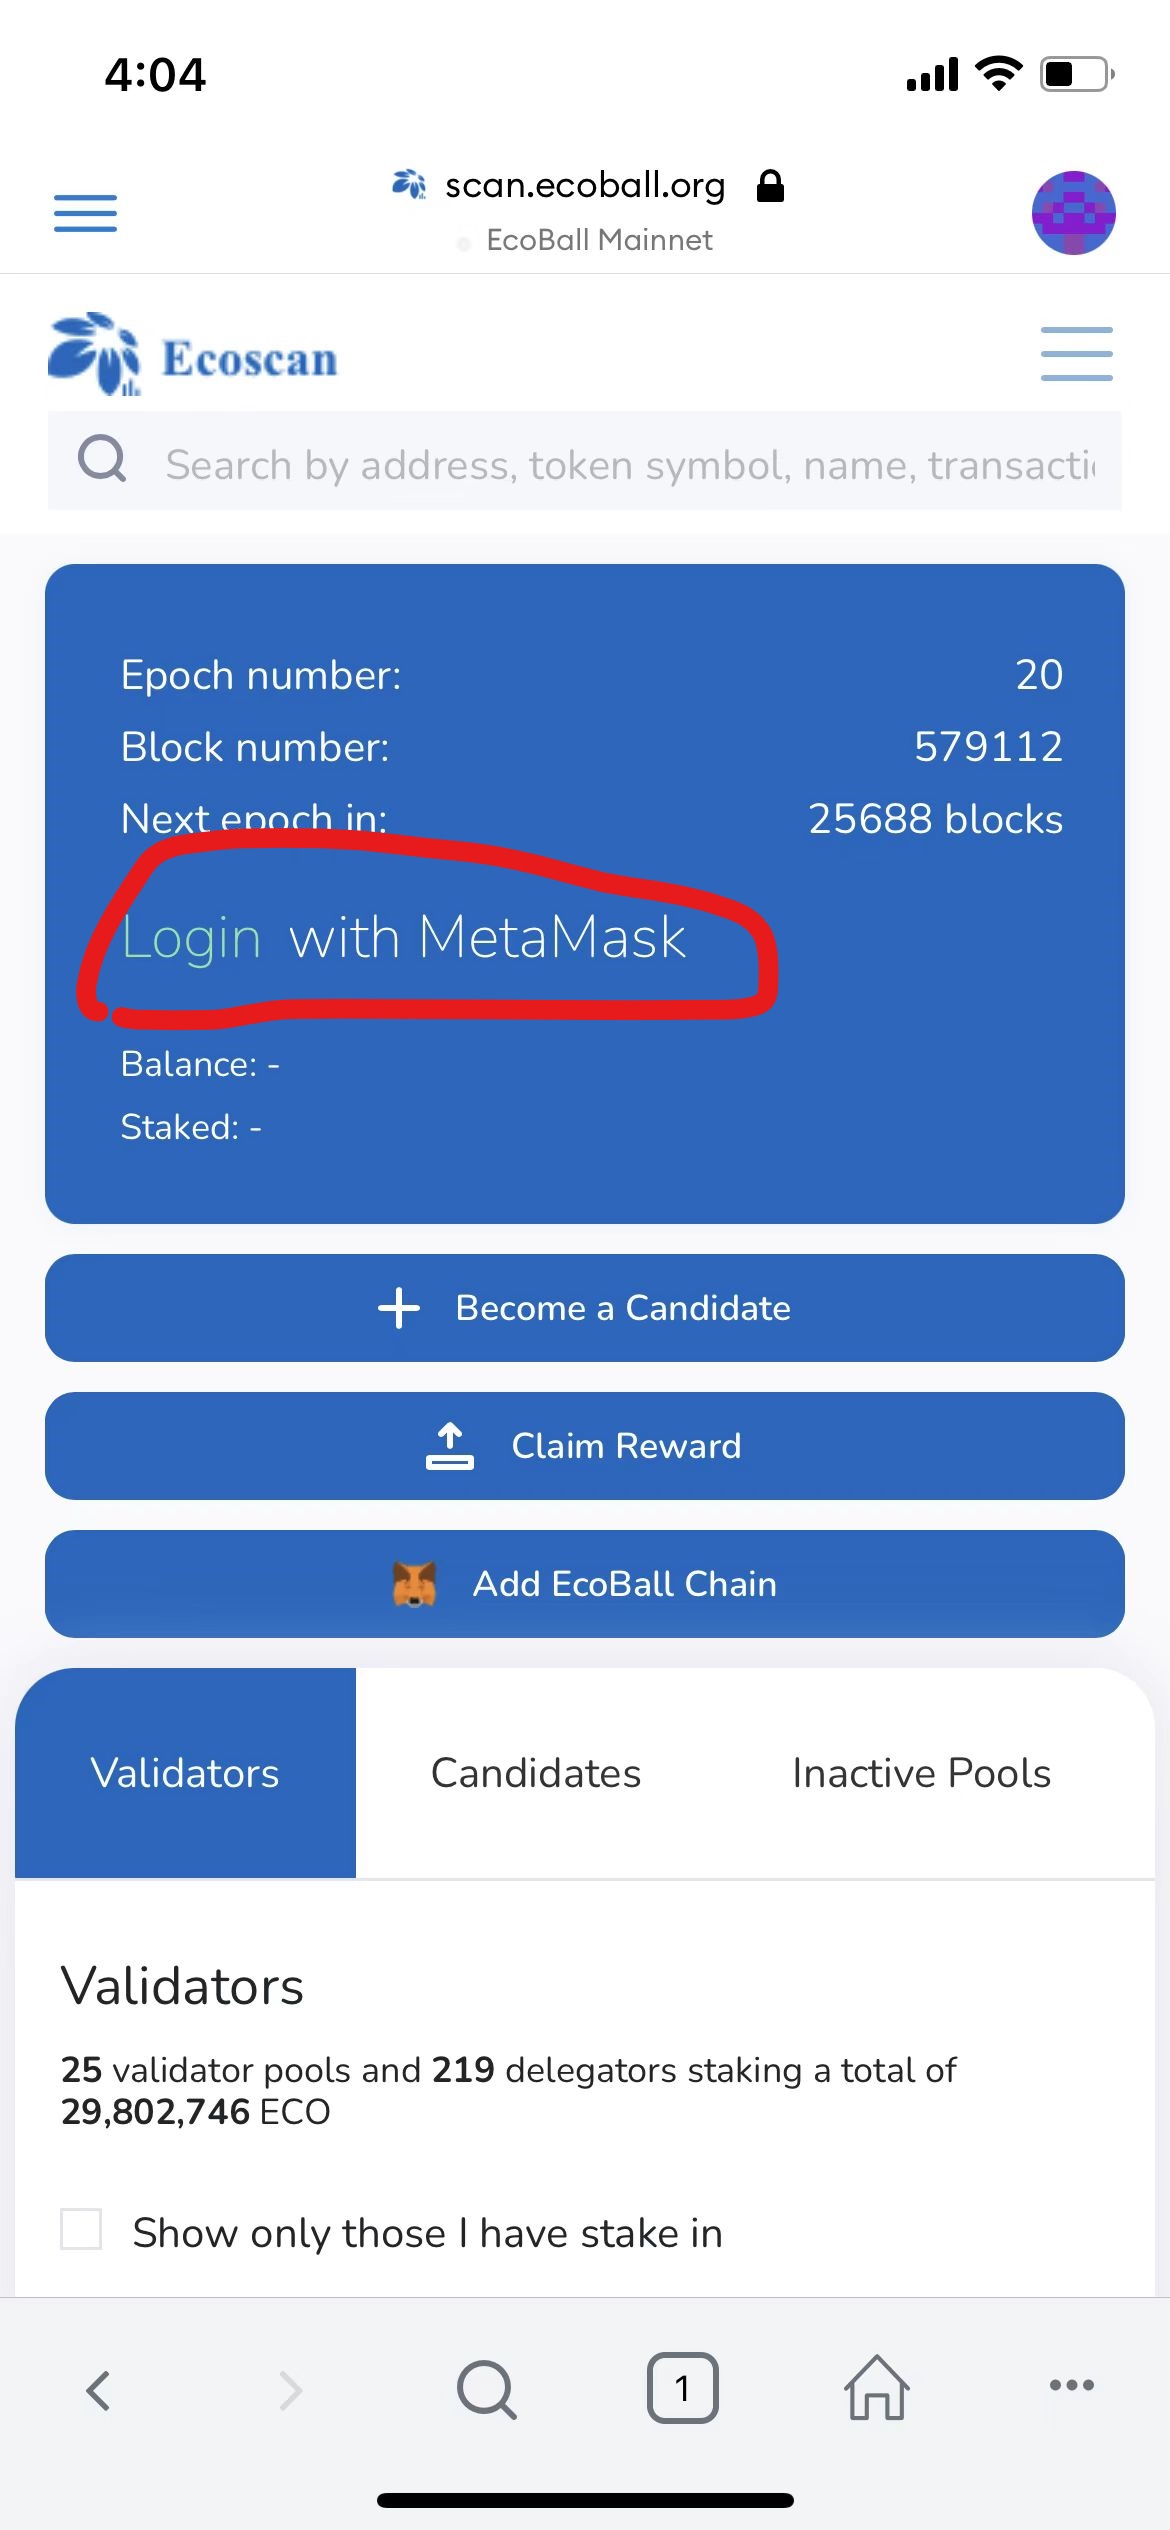 4:04
scan.ecoball.org
EcoBall Mainnet
Ecoscan
Search by address, token symbol, name, transacti
Epoch number: 20
Block number: 579112
Next epoch in: 25688 blocks
Login with MetaMask
Balance: -
Staked: -
Become a Candidate
Claim Reward
Add EcoBall Chain
Validators Candidates Inactive Pools
Validators
25 validator pools and 219 delegators staking a total of
29,802,746 ECO
Show only those I have stake in
1